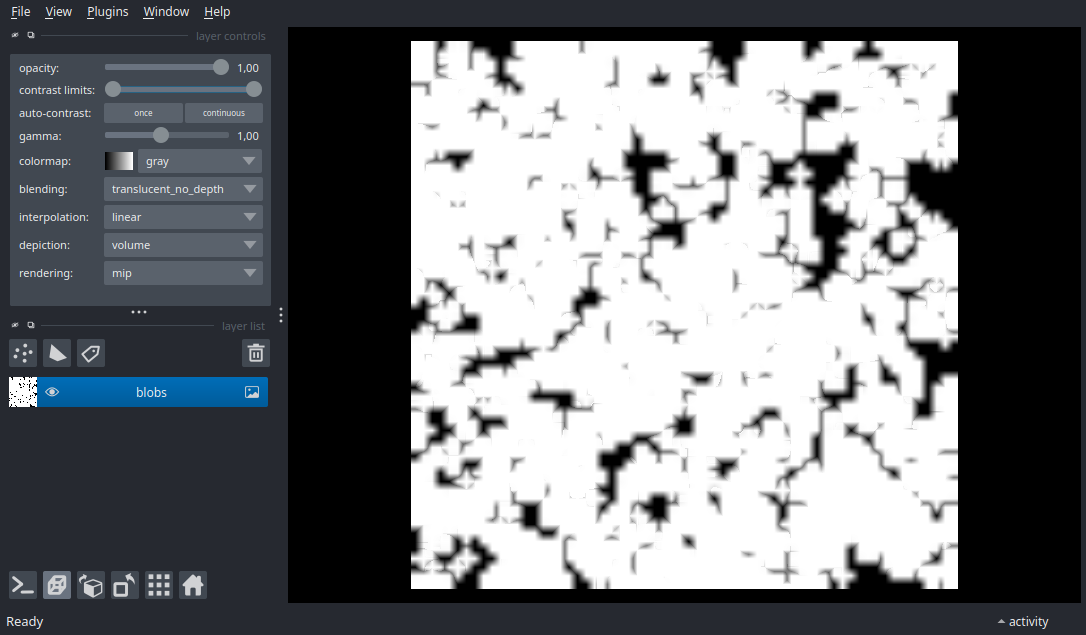 File View Plugins Window Help
layer controls
opacity: 1,00
contrast limits:
auto-contrast: once continuous
gamma: 1,00
colormap: gray
blending: translucent_no_depth
interpolation: linear
depiction: volume
rendering: mip
layer list
blobs
Ready
activity